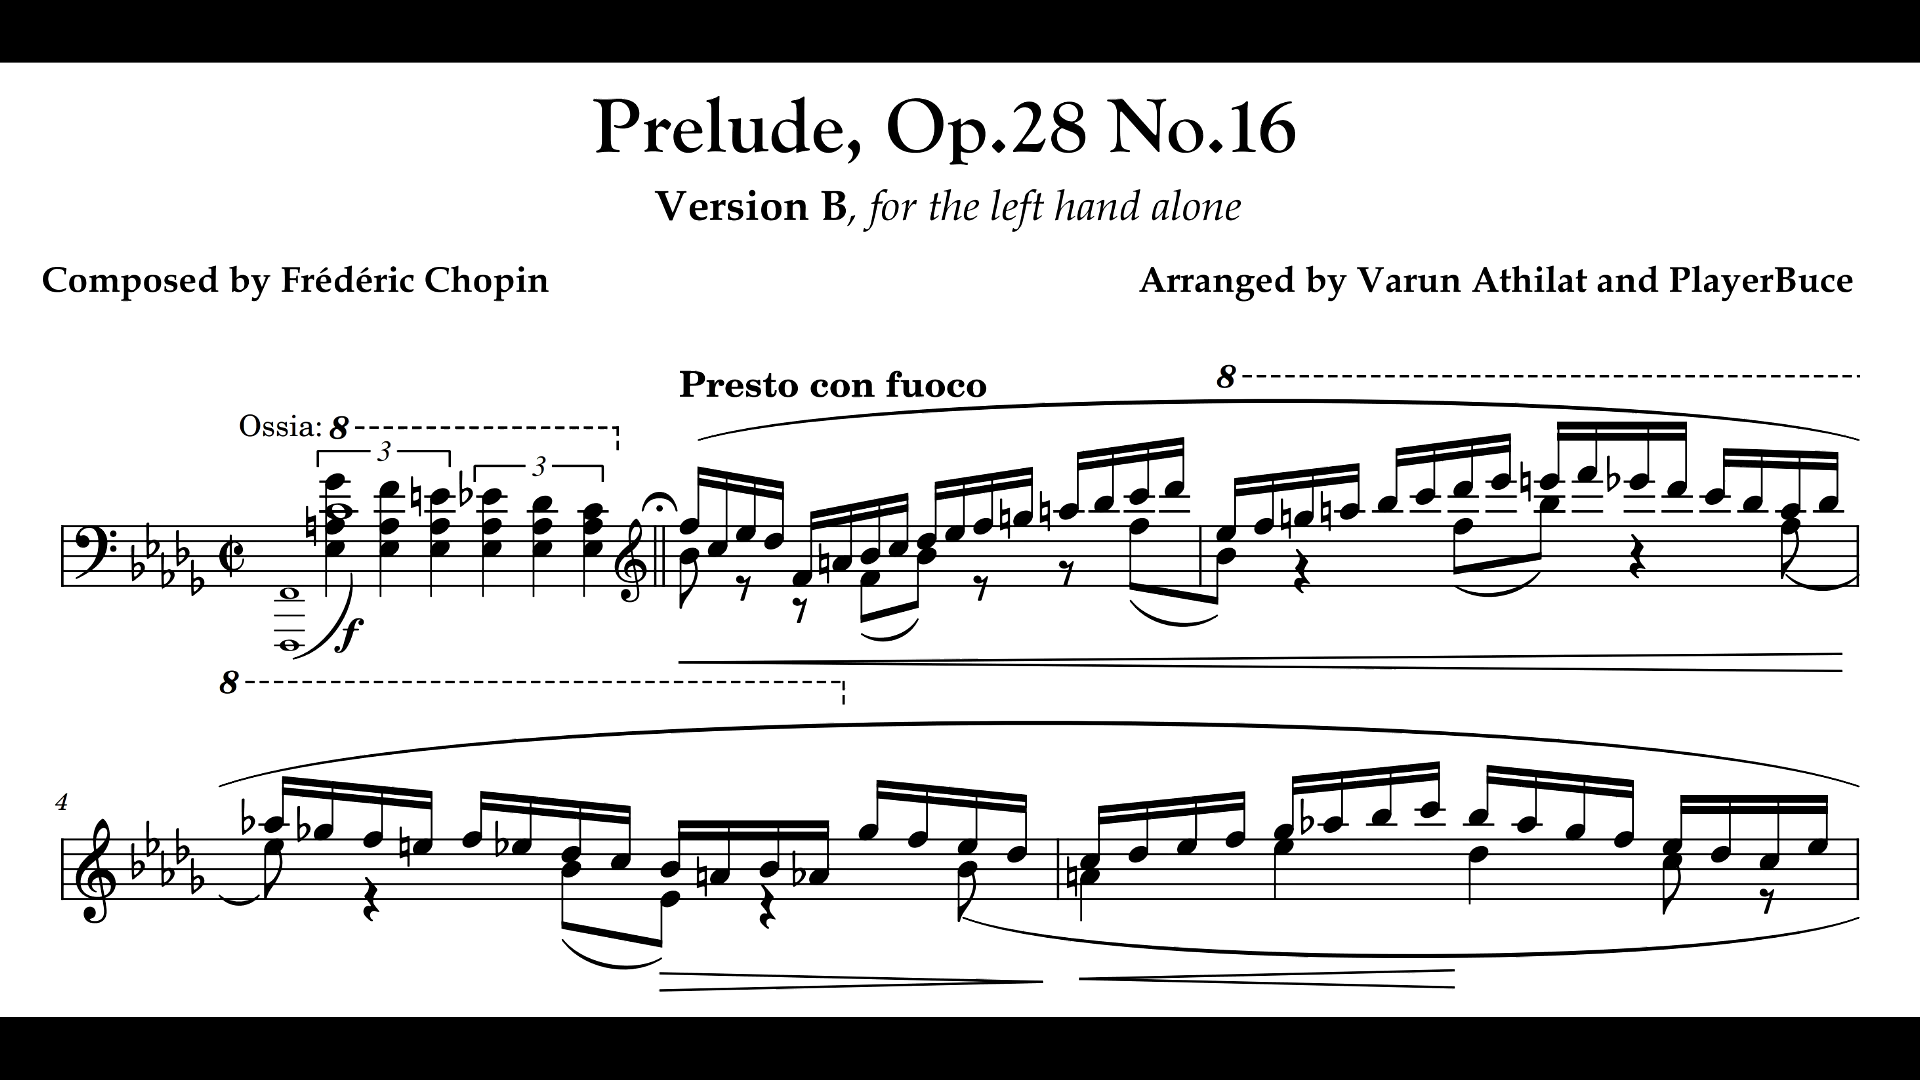 Prelude, Op.28 No.16
Version B, for the left hand alone
Composed by Frédéric Chopin
Arranged by Varun Athilat and PlayerBuce
Presto con fuoco
8
Ossia: 8
3
3
f
8
4